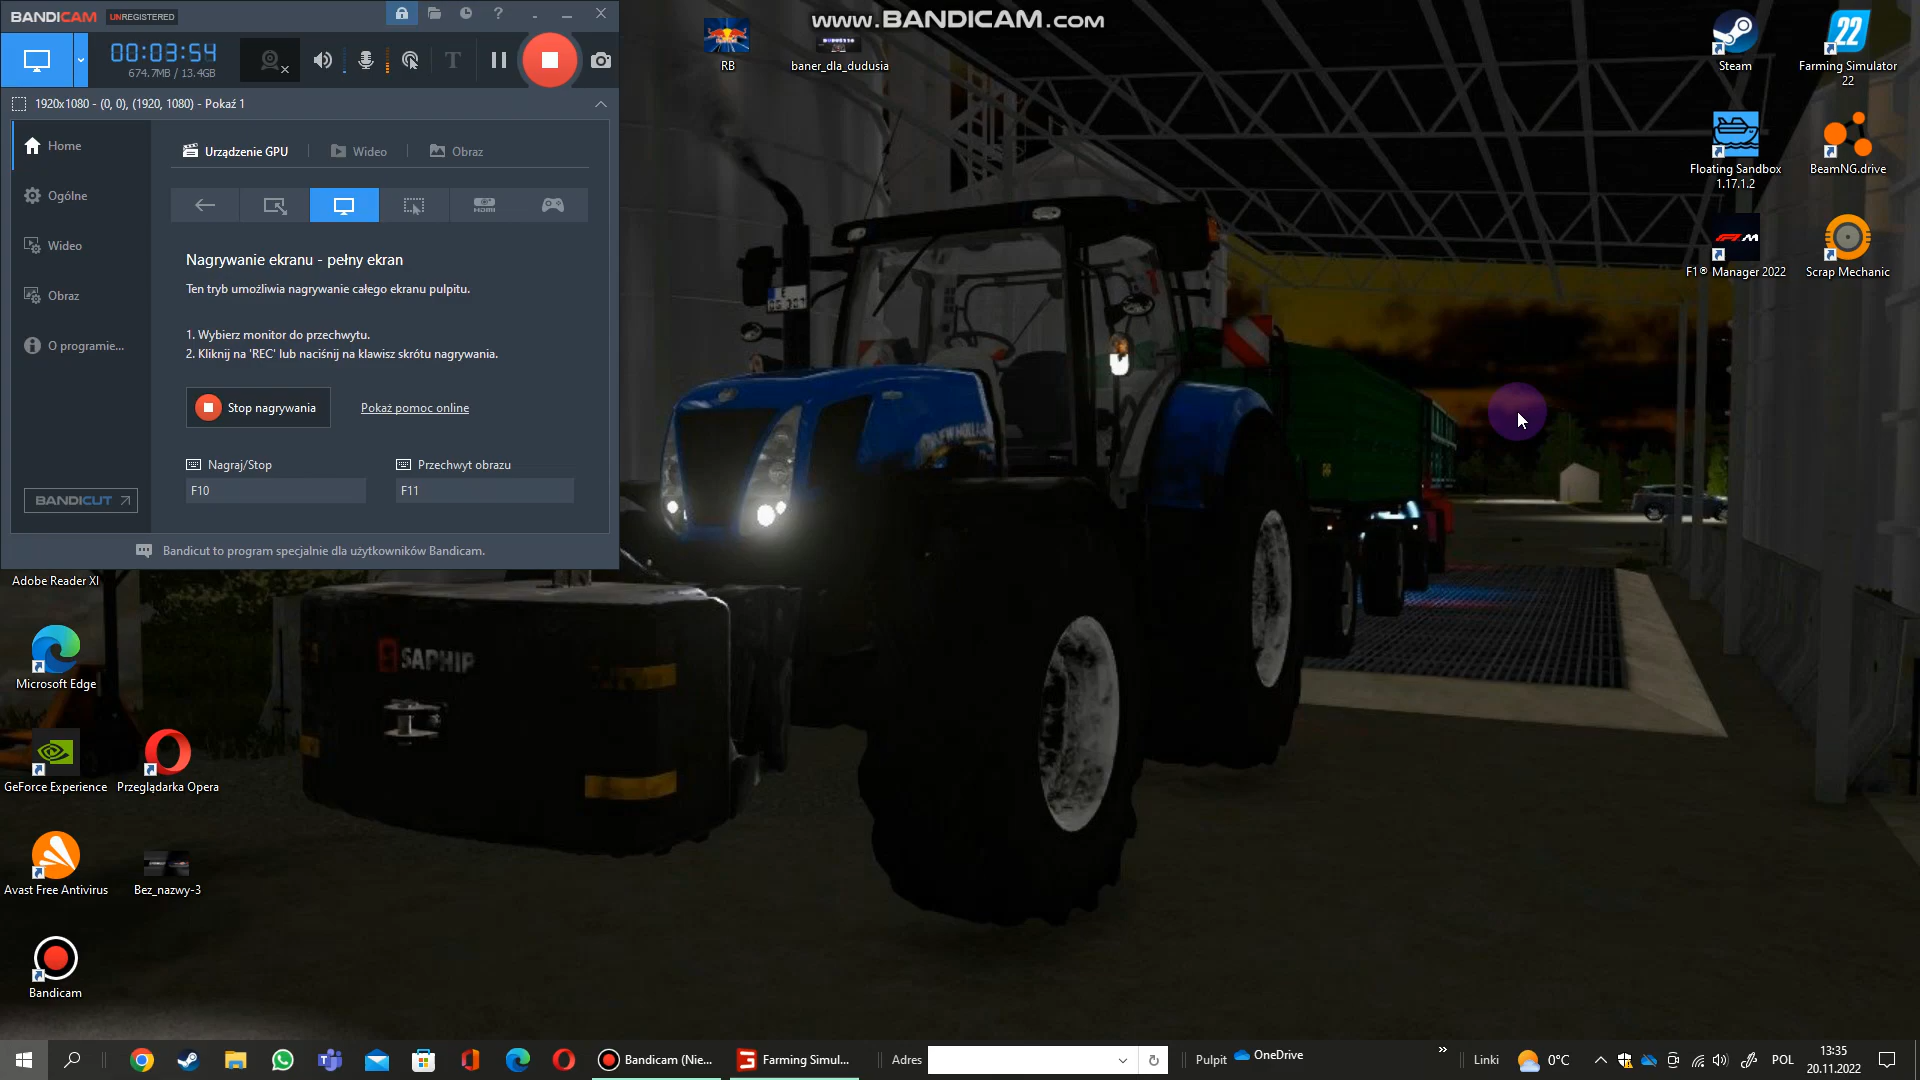 BANDICAM UNREGISTERED
www.BANDICAM.com
00:03:54
674.7MB / 13.4GB
1920x1080 - (0, 0), (1920, 1080) - Pokaż 1
Home
Ogólne
Wideo
Obraz
O programie...
BANDICUT
Urządzenie GPU
Wideo
Obraz
HDMI
Nagrywanie ekranu - pełny ekran
Ten tryb umożliwia nagrywanie całego ekranu pulpitu.
1. Wybierz monitor do przechwytu.
2. Kliknij na 'REC' lub naciśnij na klawisz skrótu nagrywania.
Stop nagrywania
Pokaż pomoc online
Nagraj/Stop
Przechwyt obrazu
F10
F11
Bandicut to program specjalnie dla użytkowników Bandicam.
RB
baner_dla_dudusia
Steam
22
Farming Simulator
22
Floating Sandbox
1.17.1.2
BeamNG.drive
F1® Manager 2022
Scrap Mechanic
NEW HOLLAND
SAPHIR
Adobe Reader XI
Microsoft Edge
GeForce Experience
Przeglądarka Opera
Avast Free Antivirus
Bez_nazwy-3
Bandicam
Bandicam (Nie...
Farming Simul...
Adres
Pulpit
OneDrive
Linki
0°C
POL
13:35
20.11.2022